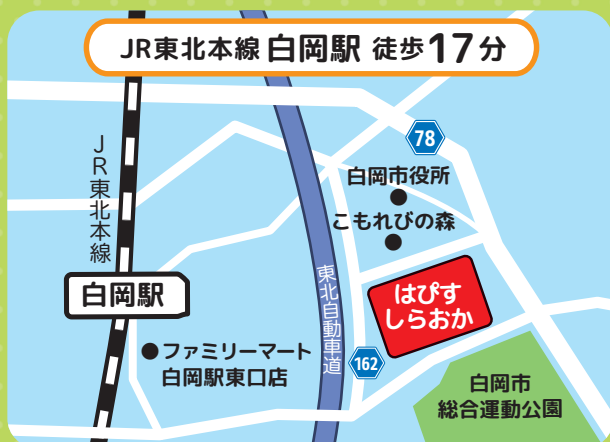 JR東北本線 白岡駅 徒歩17分
78
白岡市役所
こもれびの森
JR東北本線
白岡駅
東北自動車道
はぴす
しらおか
ファミリーマート
白岡駅東口店
162
白岡市
総合運動公園